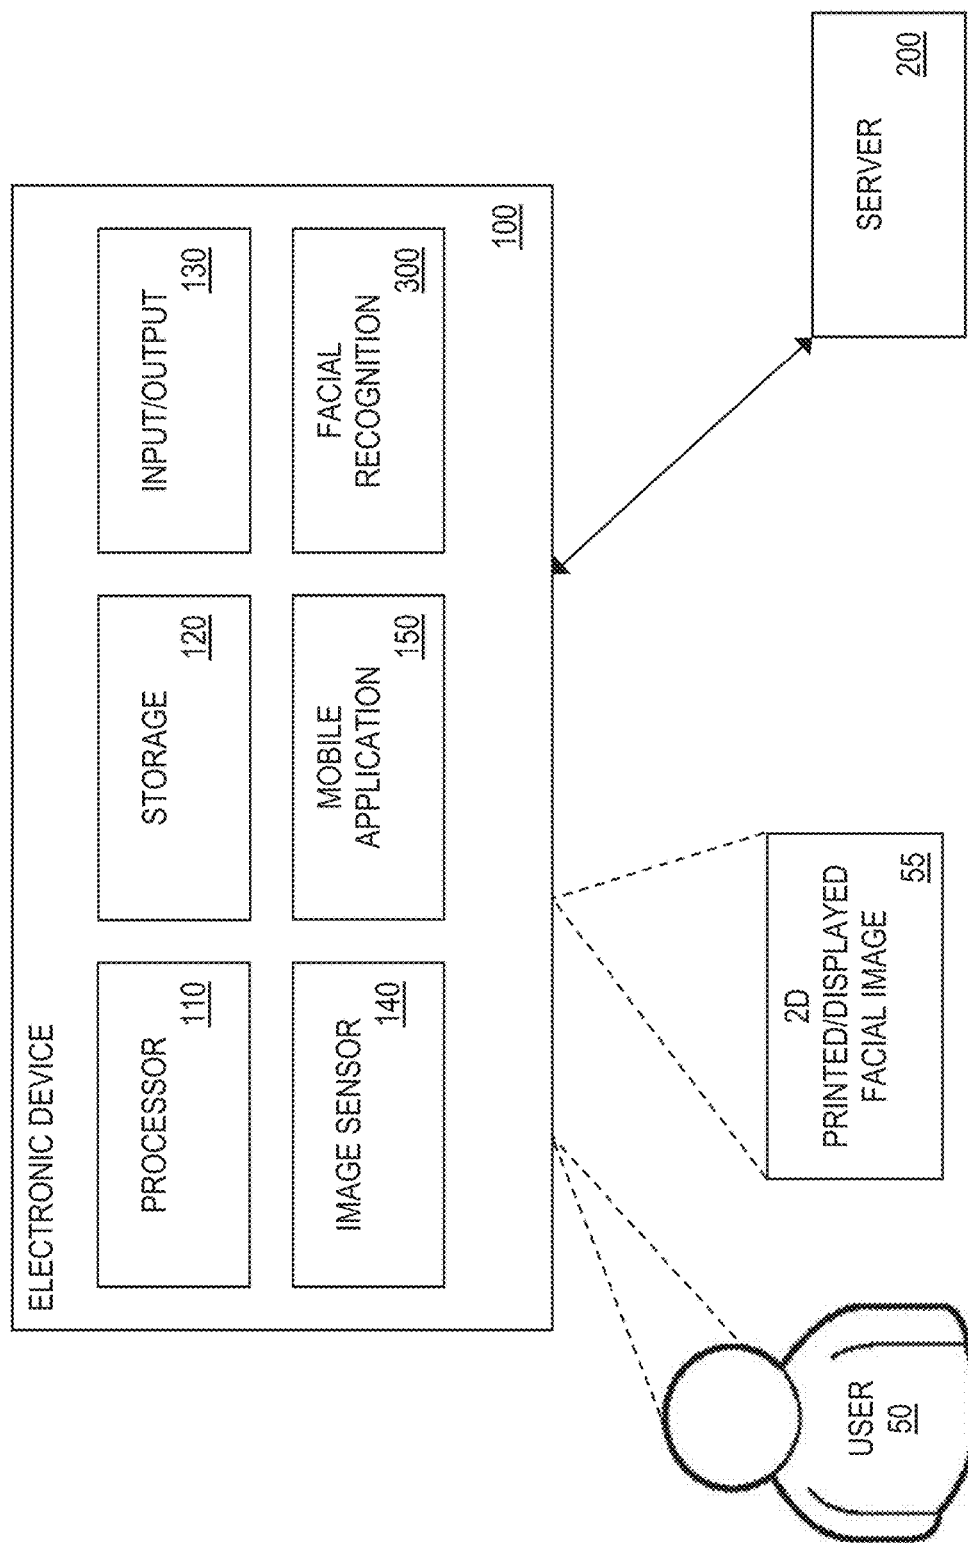 ELECTRONIC DEVICE
PROCESSOR
110
STORAGE
120
INPUT/OUTPUT
130
IMAGE SENSOR
140
MOBILE
APPLICATION
150
FACIAL
RECOGNITION
300
100
USER
50
2D
PRINTED/DISPLAYED
FACIAL IMAGE
55
SERVER
200